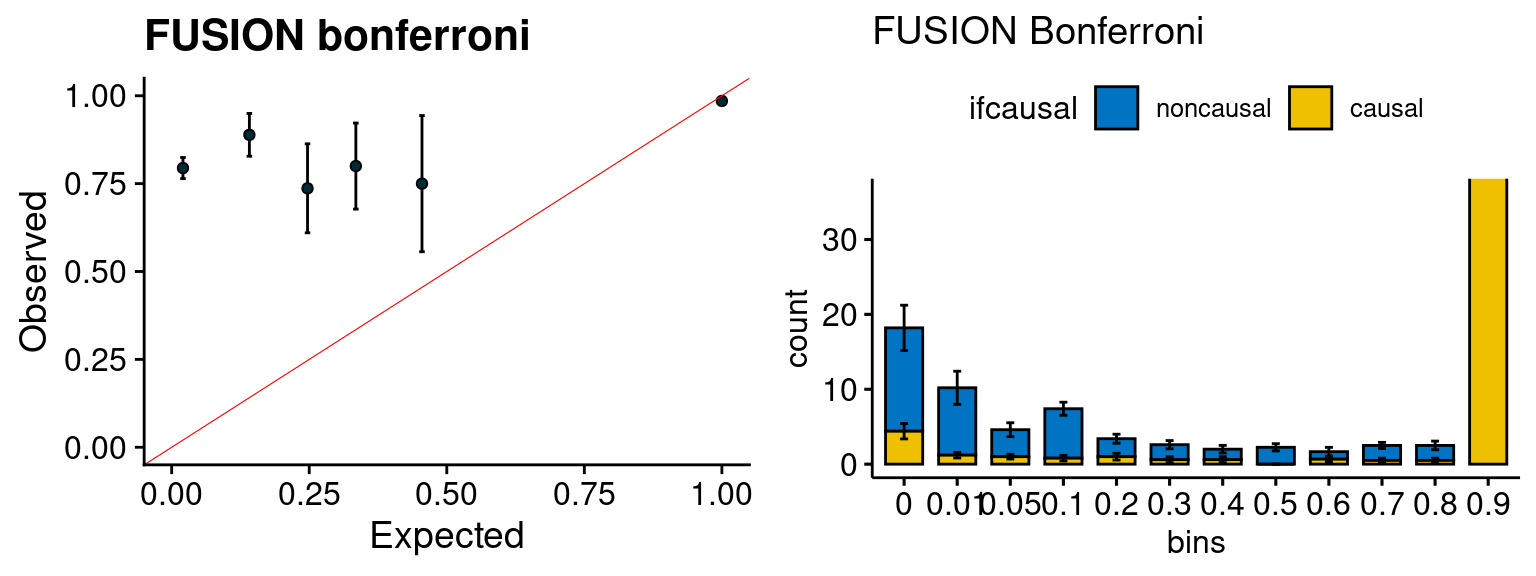 FUSION bonferroni
1.00
0.75
0.50
0.25
0.00
Observed
0.00 0.25 0.50 0.75 1.00
Expected
FUSION Bonferroni
ifcausal noncausal causal
30
20
10
0
count
0 0.01 0.05 0.1 0.2 0.3 0.4 0.5 0.6 0.7 0.8 0.9
bins